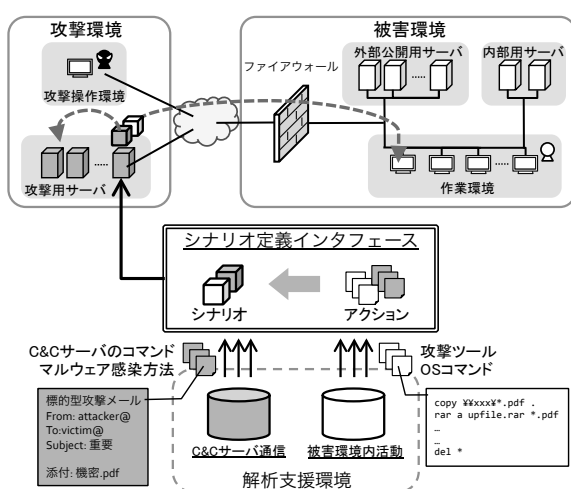 攻撃環境
攻撃操作環境
攻撃用サーバ
被害環境
ファイアウォール
外部公開用サーバ
内部用サーバ
作業環境
シナリオ定義インタフェース
シナリオ
アクション
C&Cサーバのコマンド
マルウェア感染方法
攻撃ツール
OSコマンド
標的型攻撃メール
From: attacker@
To:victim@
Subject: 重要
添付: 機密.pdf
C&Cサーバ通信
被害環境内活動
copy ¥¥xxx¥*.pdf .
rar a upfile.rar *.pdf
…
…
del *
解析支援環境